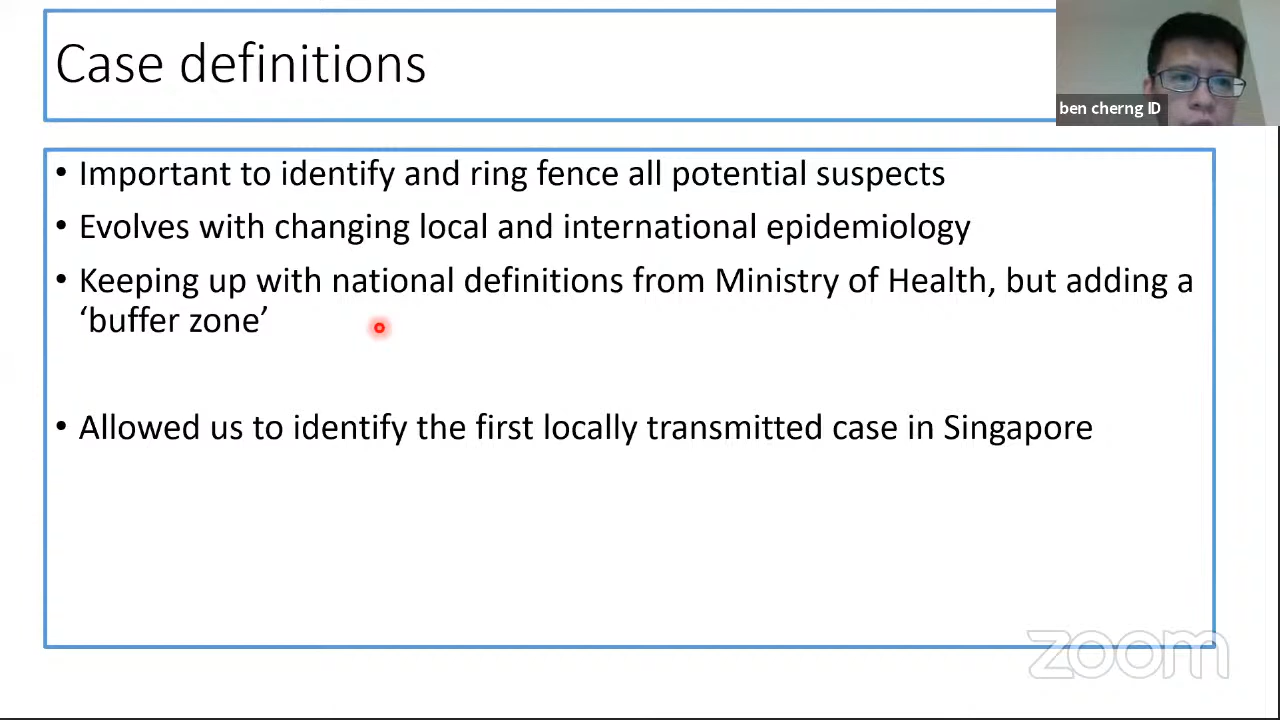 Case definitions
ben cherng ID
• Important to identify and ring fence all potential suspects
• Evolves with changing local and international epidemiology
• Keeping up with national definitions from Ministry of Health, but adding a
‘buffer zone’
• Allowed us to identify the first locally transmitted case in Singapore
zoom